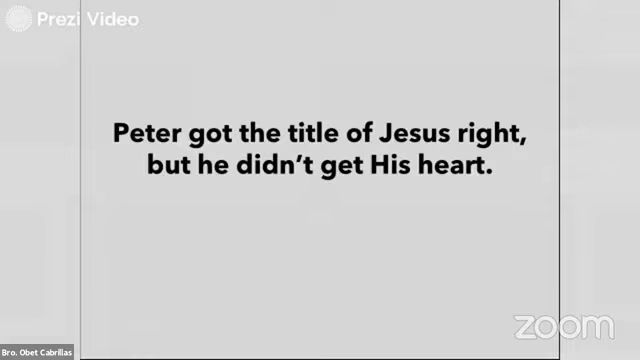 Prezi Video
Peter got the title of Jesus right,
but he didn't get His heart.
zoom
Bro. Obet Cabrillas